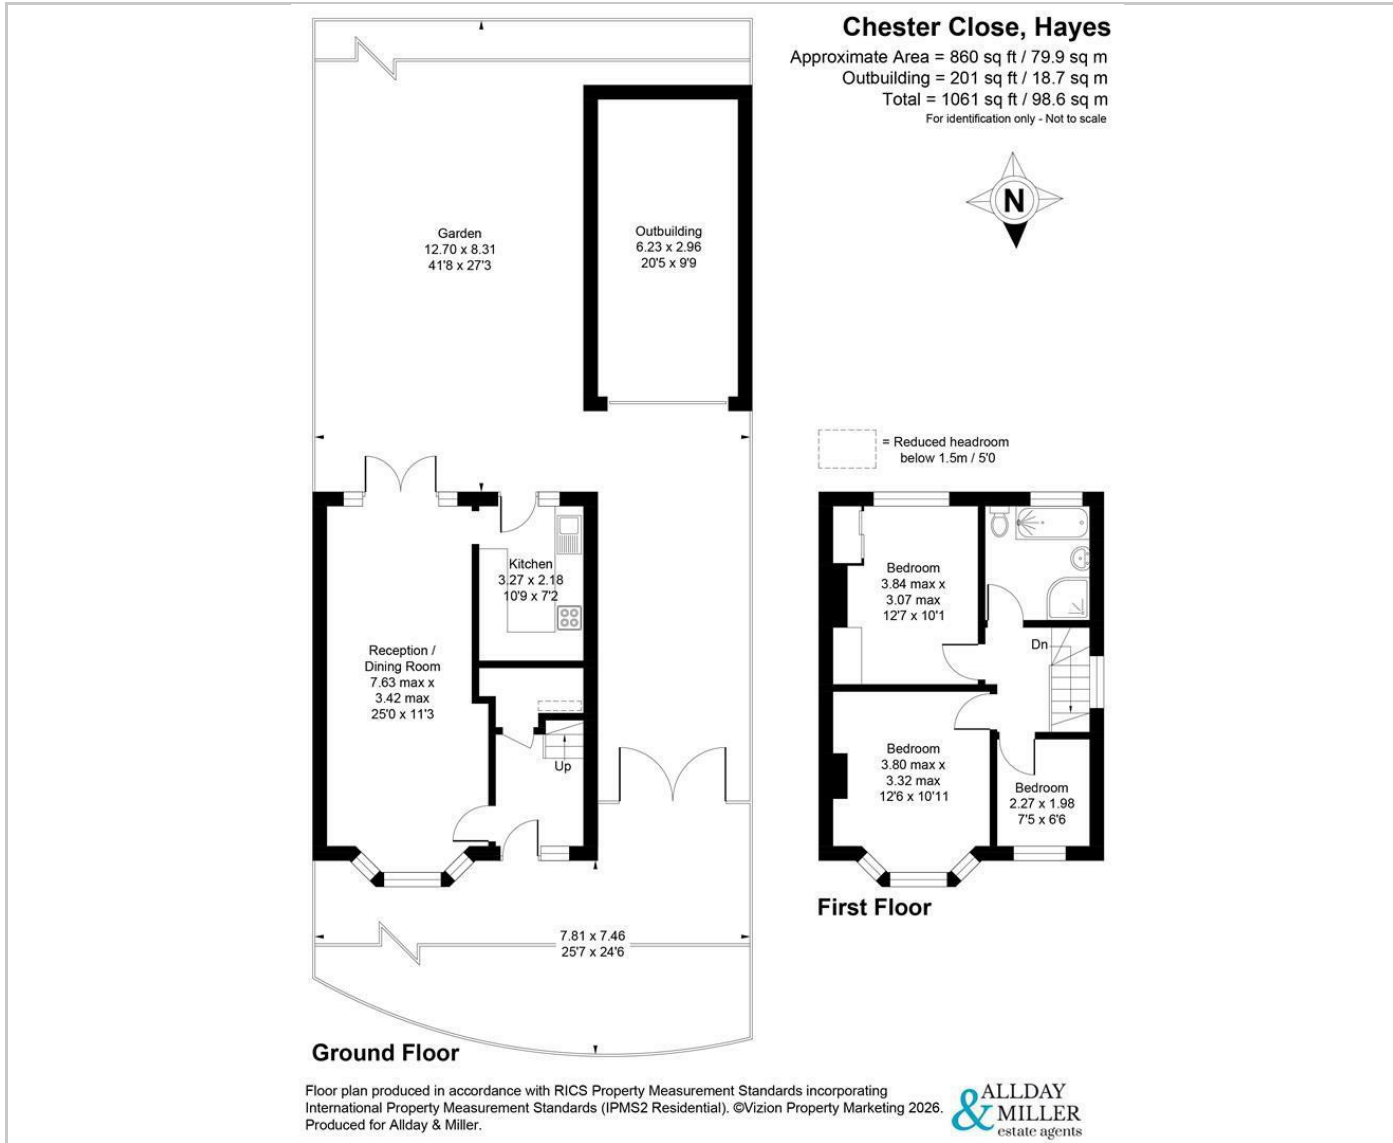 Chester Close, Hayes
Approximate Area = 860 sq ft / 79.9 sq m
Outbuilding = 201 sq ft / 18.7 sq m
Total = 1061 sq ft / 98.6 sq m
For identification only - Not to scale
N
Garden
12.70 x 8.31
41'8 x 27'3
Outbuilding
6.23 x 2.96
20'5 x 9'9
= Reduced headroom
below 1.5m / 5'0
Kitchen
3.27 x 2.18
10'9 x 7'2
Reception /
Dining Room
7.63 max x
3.42 max
25'0 x 11'3
Up
Bedroom
3.84 max x
3.07 max
12'7 x 10'1
Dn
Bedroom
3.80 max x
3.32 max
12'6 x 10'11
Bedroom
2.27 x 1.98
7'5 x 6'6
First Floor
7.81 x 7.46
25'7 x 24'6
Ground Floor
Floor plan produced in accordance with RICS Property Measurement Standards incorporating
International Property Measurement Standards (IPMS2 Residential). ©Vizion Property Marketing 2026.
Produced for Allday & Miller.
ALLDAY
& MILLER
estate agents